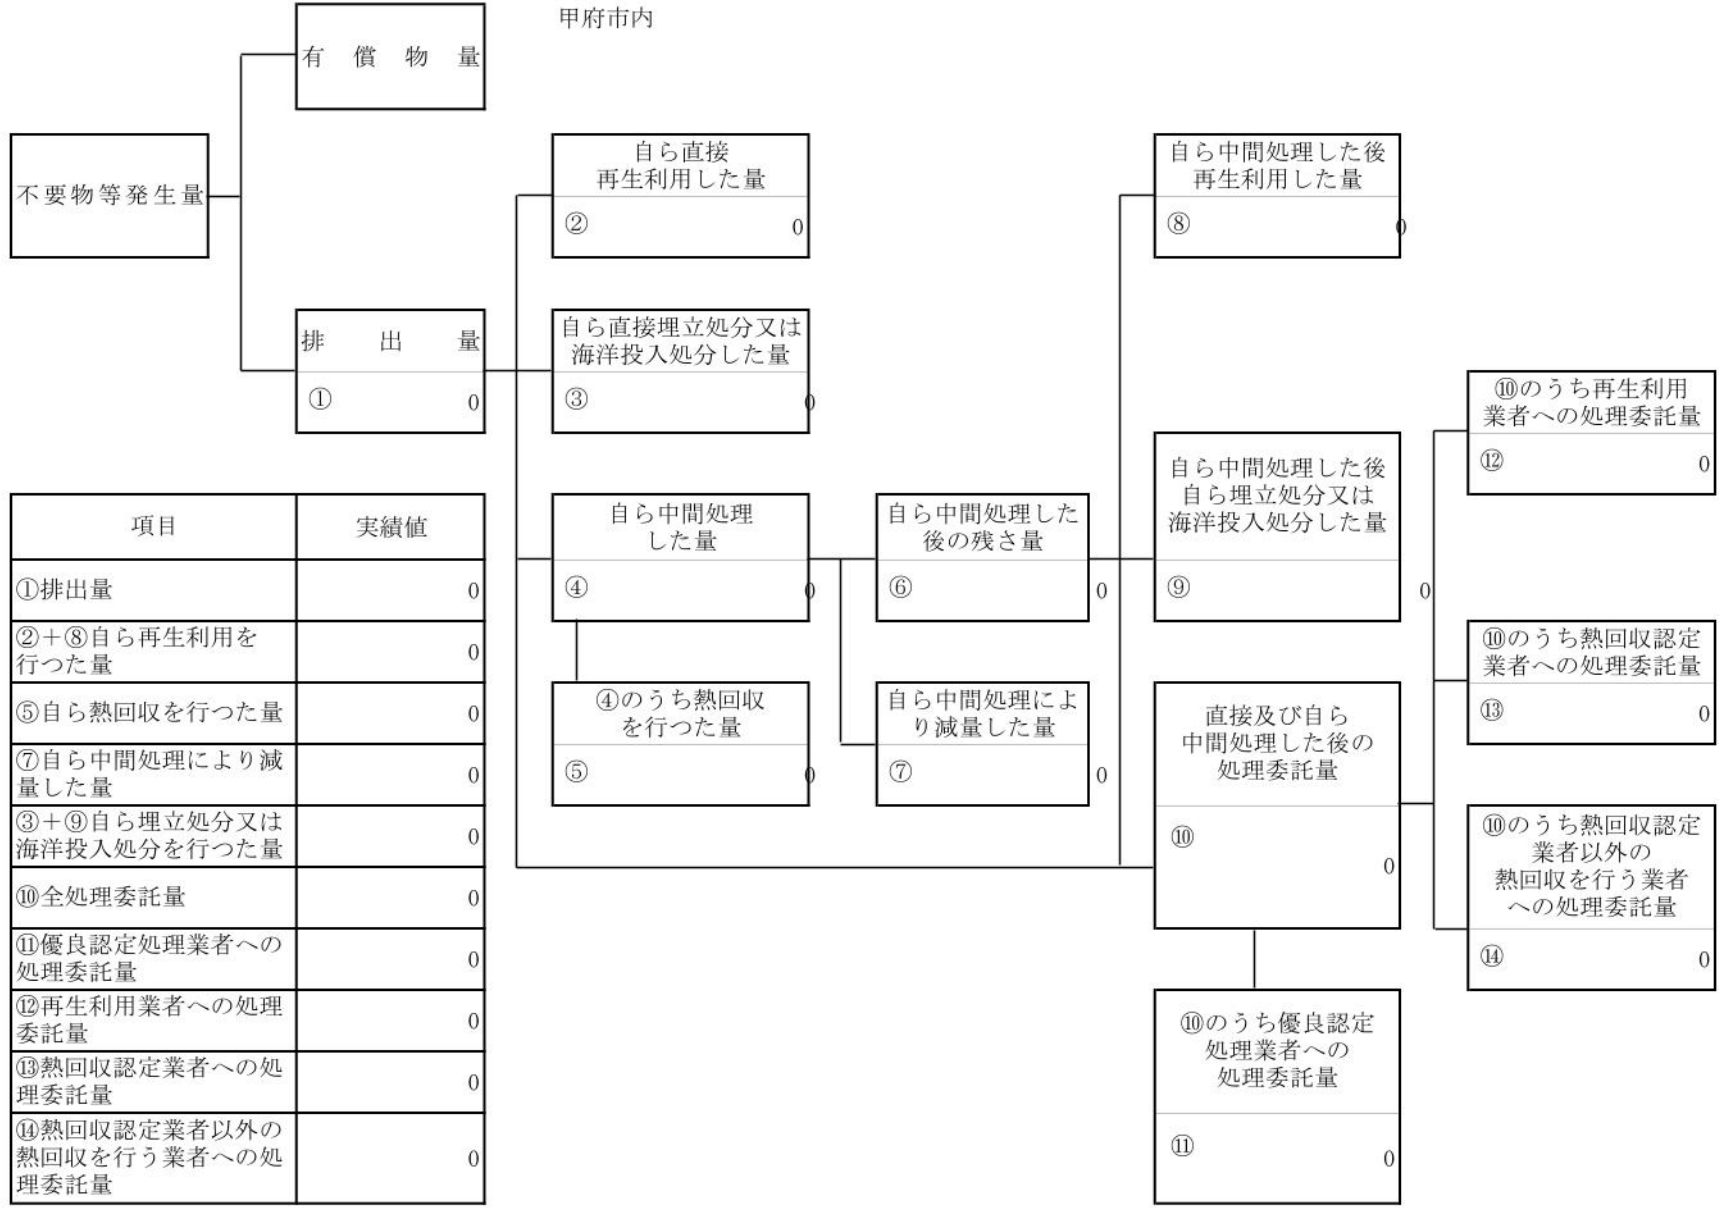 甲府市内
有償物量
不要物等発生量
排出量
① 0
自ら直接
再生利用した量
② 0
自ら直接埋立処分又は
海洋投入処分した量
③ 0
自ら中間処理
した量
④ 0
④のうち熱回収
を行つた量
⑤ 0
自ら中間処理した
後の残さ量
⑥ 0
自ら中間処理によ
り減量した量
⑦ 0
自ら中間処理した後
再生利用した量
⑧ 0
自ら中間処理した後
自ら埋立処分又は
海洋投入処分した量
⑨ 0
直接及び自ら
中間処理した後の
処理委託量
⑩ 0
⑩のうち優良認定
処理業者への
処理委託量
⑪ 0
⑩のうち再生利用
業者への処理委託量
⑫ 0
⑩のうち熱回収認定
業者への処理委託量
⑬ 0
⑩のうち熱回収認定
業者以外の
熱回収を行う業者
への処理委託量
⑭ 0
項目 実績値
①排出量 0
②+⑧自ら再生利用を
行つた量 0
⑤自ら熱回収を行つた量 0
⑦自ら中間処理により減
量した量 0
③+⑨自ら埋立処分又は
海洋投入処分を行つた量 0
⑩全処理委託量 0
⑪優良認定処理業者への
処理委託量 0
⑫再生利用業者への処理
委託量 0
⑬熱回収認定業者への処
理委託量 0
⑭熱回収認定業者以外の
熱回収を行う業者への処
理委託量 0